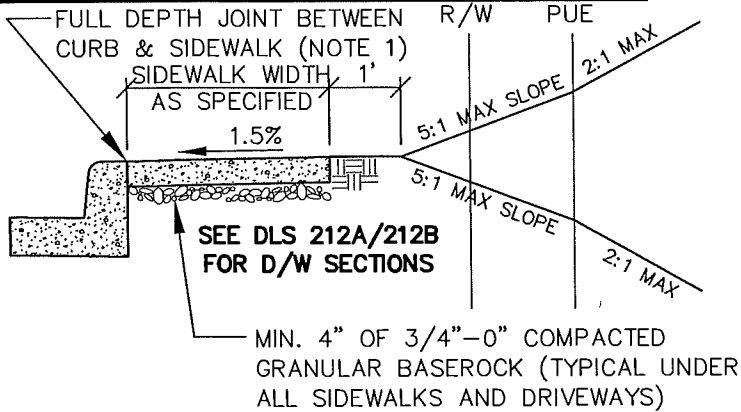 FULL DEPTH JOINT BETWEEN
CURB & SIDEWALK (NOTE 1)
SIDEWALK WIDTH
AS SPECIFIED
1'
R/W
PUE
1.5%
5:1 MAX SLOPE
2:1 MAX
5:1 MAX SLOPE
2:1 MAX
SEE DLS 212A/212B
FOR D/W SECTIONS
MIN. 4" OF 3/4"-0" COMPACTED
GRANULAR BASEROCK (TYPICAL UNDER
ALL SIDEWALKS AND DRIVEWAYS)